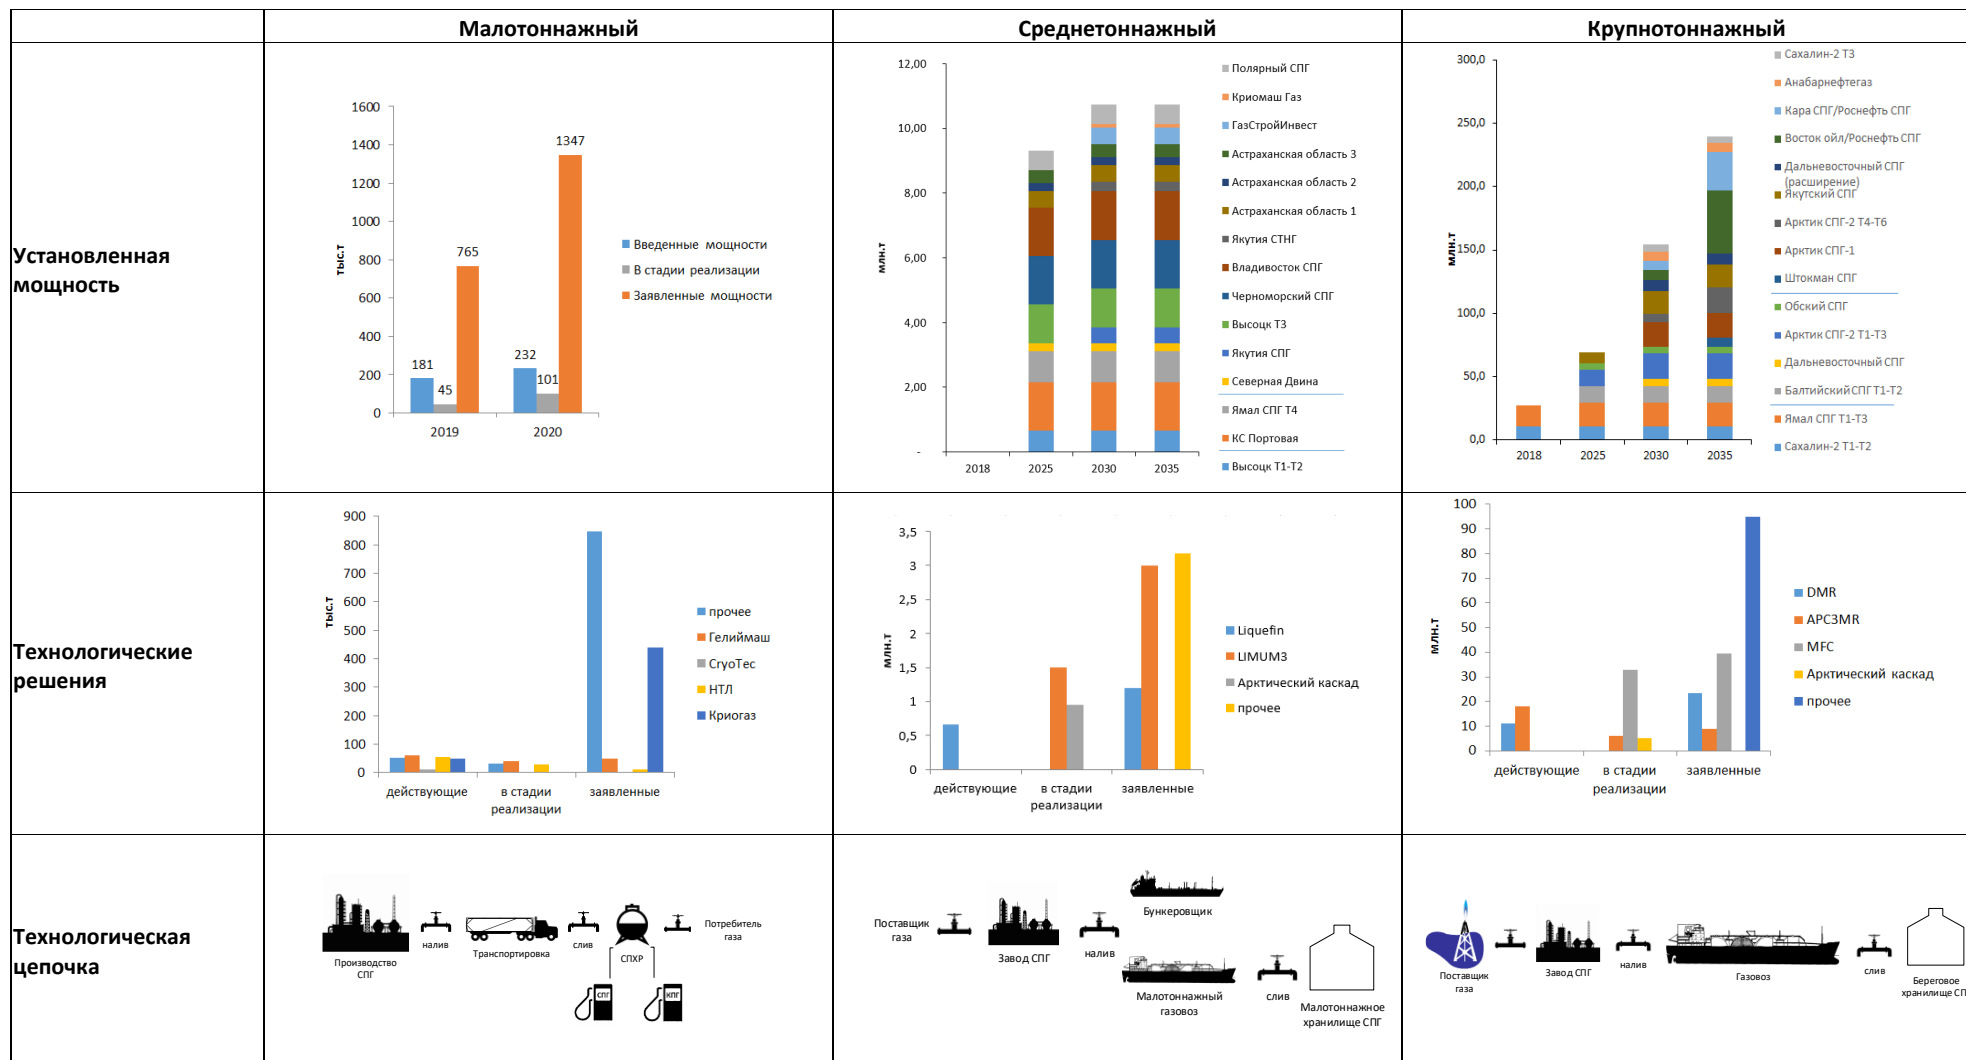 Малотоннажный
Среднетоннажный
Крупнотоннажный
Установленная
мощность
тыс.т
1600
1400
1200
1000
800
600
400
200
0
181
45
765
232
101
1347
2019
2020
Введенные мощности
В стадии реализации
Заявленные мощности
млн.т
12,00
10,00
8,00
6,00
4,00
2,00
-
2018
2025
2030
2035
Полярный СПГ
Криомаш Газ
ГазСтройИнвест
Астраханская область 3
Астраханская область 2
Астраханская область 1
Якутия СТНГ
Владивосток СПГ
Черноморский СПГ
Высоцк Т3
Якутия СПГ
Северная Двина
Ямал СПГ Т4
КС Портовая
Высоцк Т1-Т2
млн.т
300,0
250,0
200,0
150,0
100,0
50,0
0,0
2018
2025
2030
2035
Сахалин-2 Т3
Анабарнефтегаз
Кара СПГ/Роснефть СПГ
Восток ойл/Роснефть СПГ
Дальневосточный СПГ
(расширение)
Якутский СПГ
Арктик СПГ-2 Т4-Т6
Арктик СПГ-1
Штокман СПГ
Обский СПГ
Арктик СПГ-2 Т1-Т3
Дальневосточный СПГ
Балтийский СПГ Т1-Т2
Ямал СПГ Т1-Т3
Сахалин-2 Т1-Т2
Технологические
решения
тыс.т
900
800
700
600
500
400
300
200
100
0
действующие
в стадии
реализации
заявленные
прочее
Гелиймаш
CryoTec
НТЛ
Криогаз
млн.т
3,5
3
2,5
2
1,5
1
0,5
0
действующие
в стадии
реализации
заявленные
Liquefin
LIMUM3
Арктический каскад
прочее
млн.т
100
90
80
70
60
50
40
30
20
10
0
действующие
в стадии
реализации
заявленные
DMR
APC3MR
MFC
Арктический каскад
прочее
Технологическая
цепочка
Производство
СПГ
налив
Транспортировка
слив
СПХР
Потребитель
газа
СПГ
КПГ
Поставщик
газа
Завод СПГ
налив
Бункеровщик
Малотоннажный
газовоз
слив
Малотоннажное
хранилище СПГ
Поставщик
газа
Завод СПГ
налив
Газовоз
слив
Береговое
хранилище СП